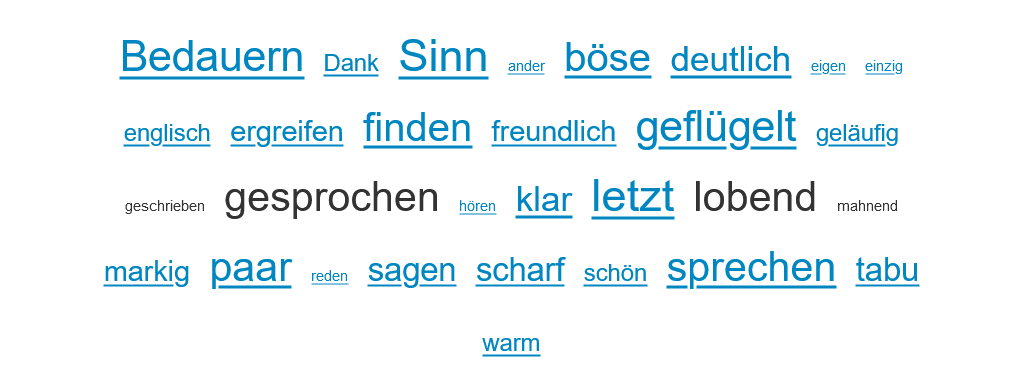 Bedauern Dank Sinn ander böse deutlich eigen einzig
englisch ergreifen finden freundlich geflügelt geläufig
geschrieben gesprochen hören klar letzt lobend mahnend
markig paar reden sagen scharf schön sprechen tabu
warm